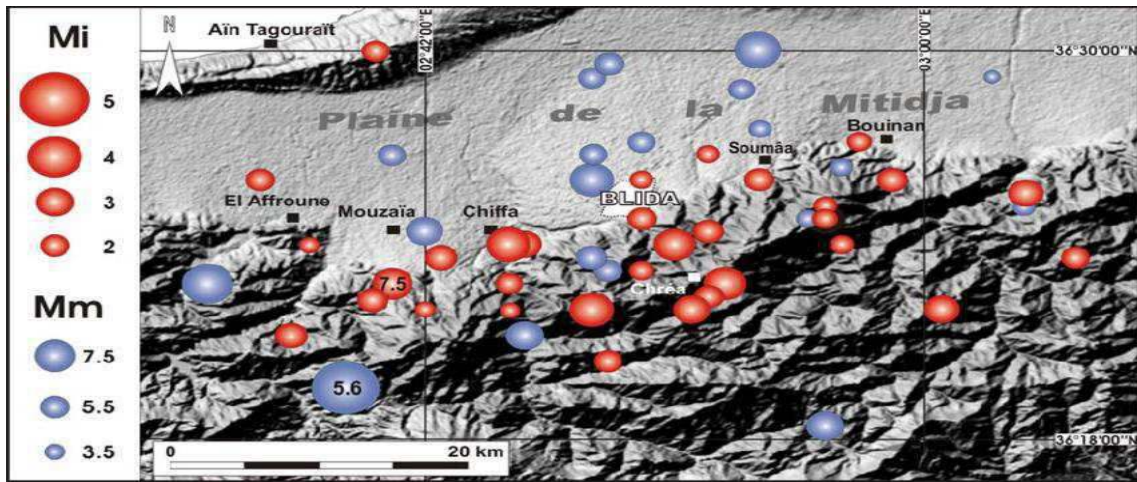 Mi
5
4
3
2
Mm
7.5
5.5
3.5
N
Aïn Tagouraït
02°42'00"E
03°00'00"E
36°30'00"N
Plaine de la Mitidja
Bouinan
Soumâa
BLIDA
El Affroune
Mouzaïa
Chiffa
Chréa
7.5
5.6
0 20 km
36°18'00"N